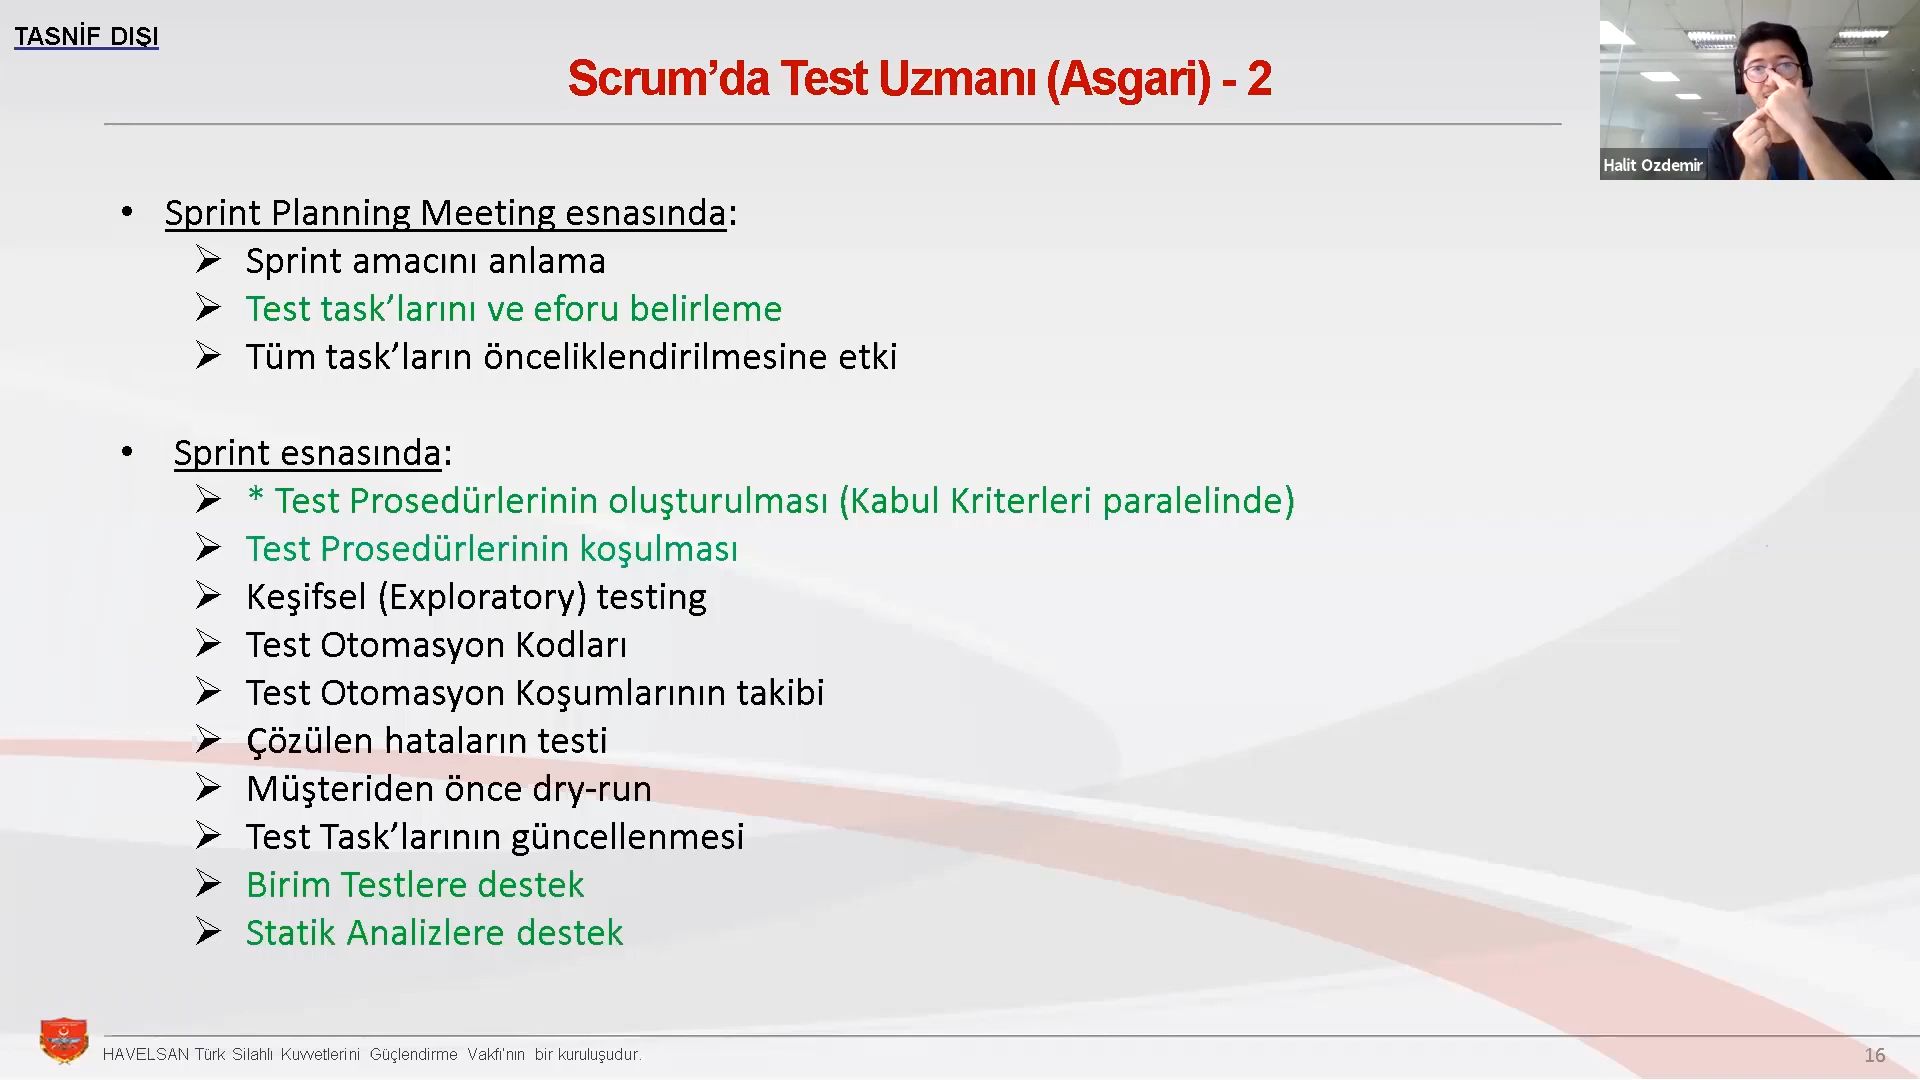 TASNİF DIŞI
Scrum’da Test Uzmanı (Asgari) - 2
Halit Ozdemir
• Sprint Planning Meeting esnasında:
➢ Sprint amacını anlama
➢ Test task’larını ve eforu belirleme
➢ Tüm task’ların önceliklendirilmesine etki
• Sprint esnasında:
➢ * Test Prosedürlerinin oluşturulması (Kabul Kriterleri paralelinde)
➢ Test Prosedürlerinin koşulması
➢ Keşifsel (Exploratory) testing
➢ Test Otomasyon Kodları
➢ Test Otomasyon Koşumlarının takibi
➢ Çözülen hataların testi
➢ Müşteriden önce dry-run
➢ Test Task’larının güncellenmesi
➢ Birim Testlere destek
➢ Statik Analizlere destek
HAVELSAN Türk Silahlı Kuvvetlerini Güçlendirme Vakfı’nın bir kuruluşudur.
16